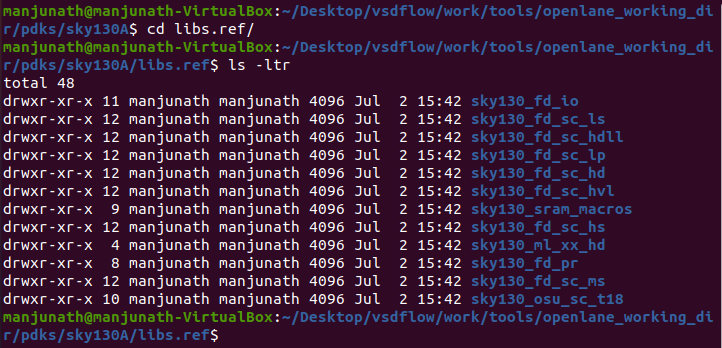 manjunath@manjunath-VirtualBox:~/Desktop/vsdflow/work/tools/openlane_working_di
r/pdks/sky130A$ cd libs.ref/
manjunath@manjunath-VirtualBox:~/Desktop/vsdflow/work/tools/openlane_working_di
r/pdks/sky130A/libs.ref$ ls -ltr
total 48
drwxr-xr-x 11 manjunath manjunath 4096 Jul  2 15:42 sky130_fd_io
drwxr-xr-x 12 manjunath manjunath 4096 Jul  2 15:42 sky130_fd_sc_ls
drwxr-xr-x 12 manjunath manjunath 4096 Jul  2 15:42 sky130_fd_sc_hdll
drwxr-xr-x 12 manjunath manjunath 4096 Jul  2 15:42 sky130_fd_sc_lp
drwxr-xr-x 12 manjunath manjunath 4096 Jul  2 15:42 sky130_fd_sc_hd
drwxr-xr-x 12 manjunath manjunath 4096 Jul  2 15:42 sky130_fd_sc_hvl
drwxr-xr-x  9 manjunath manjunath 4096 Jul  2 15:42 sky130_sram_macros
drwxr-xr-x 12 manjunath manjunath 4096 Jul  2 15:42 sky130_fd_sc_hs
drwxr-xr-x  4 manjunath manjunath 4096 Jul  2 15:42 sky130_ml_xx_hd
drwxr-xr-x  8 manjunath manjunath 4096 Jul  2 15:42 sky130_fd_pr
drwxr-xr-x 12 manjunath manjunath 4096 Jul  2 15:42 sky130_fd_sc_ms
drwxr-xr-x 10 manjunath manjunath 4096 Jul  2 15:42 sky130_osu_sc_t18
manjunath@manjunath-VirtualBox:~/Desktop/vsdflow/work/tools/openlane_working_di
r/pdks/sky130A/libs.ref$